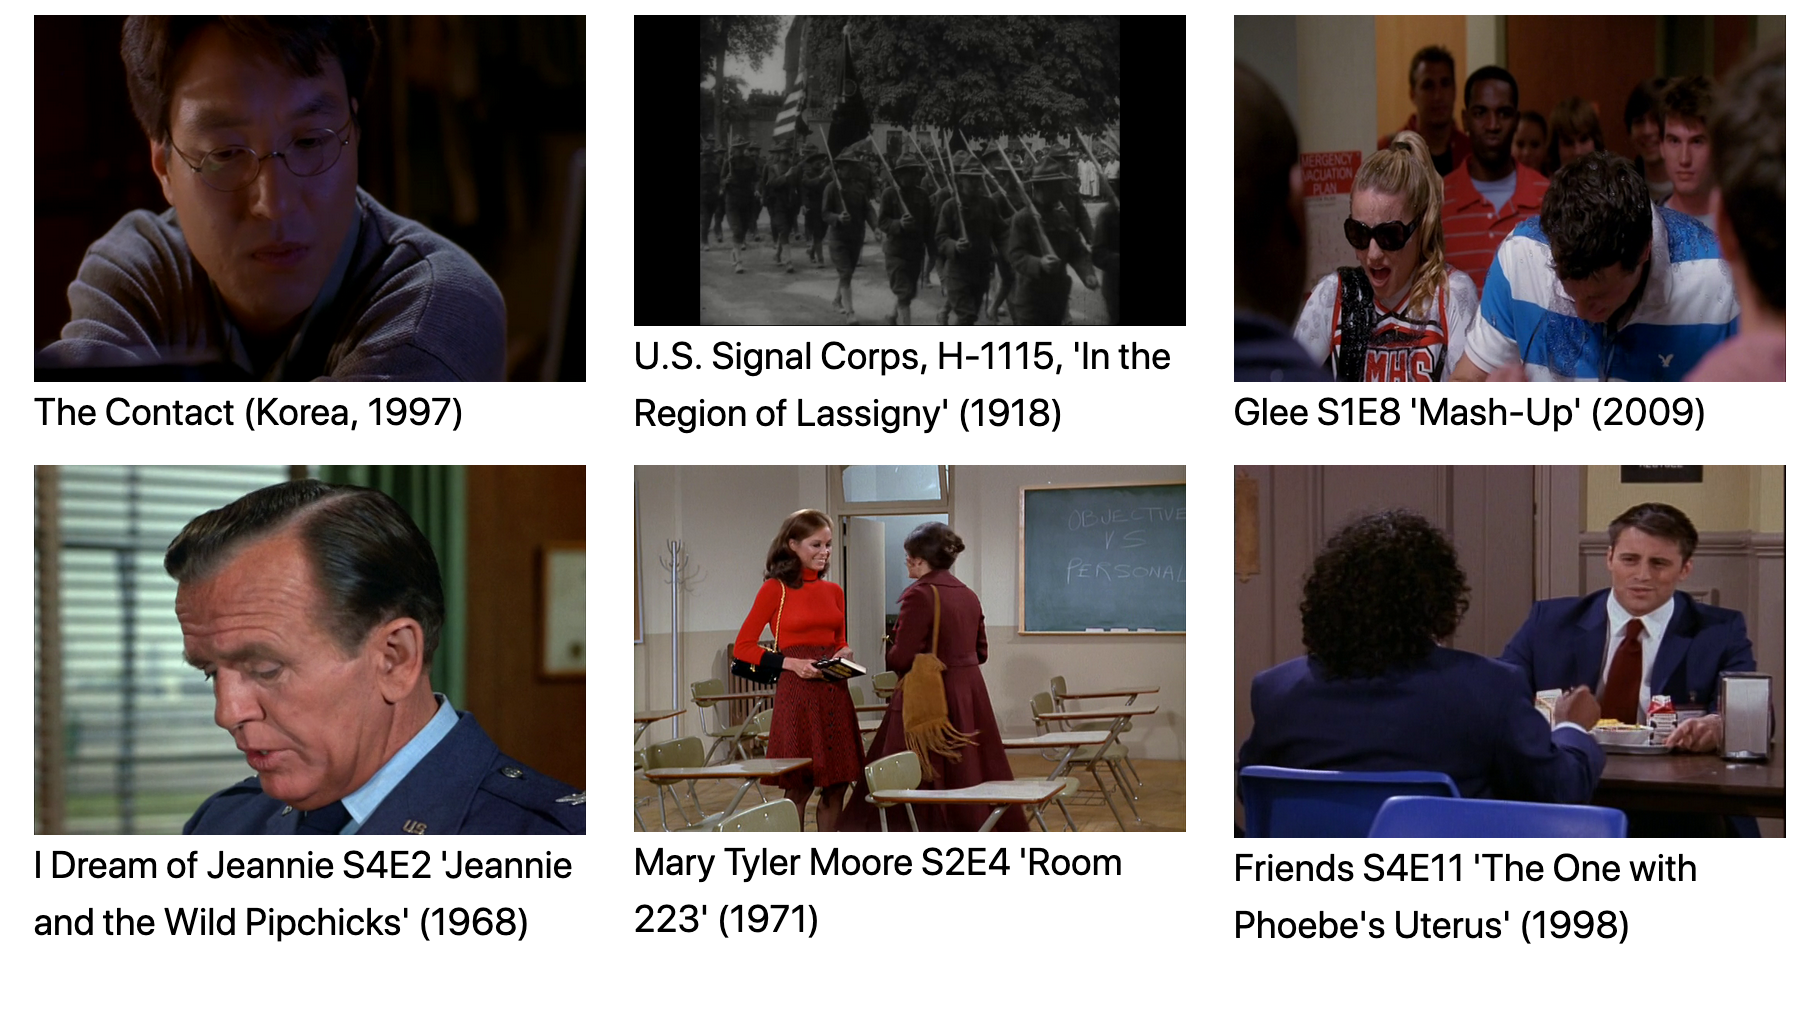 MERGENCY
VACUATION
PLAN
MHS
The Contact (Korea, 1997)
U.S. Signal Corps, H-1115, 'In the
Region of Lassigny' (1918)
Glee S1E8 'Mash-Up' (2009)
US
OBJECTIVE
VS
PERSONAL
I Dream of Jeannie S4E2 'Jeannie
and the Wild Pipchicks' (1968)
Mary Tyler Moore S2E4 'Room
223' (1971)
Friends S4E11 'The One with
Phoebe's Uterus' (1998)